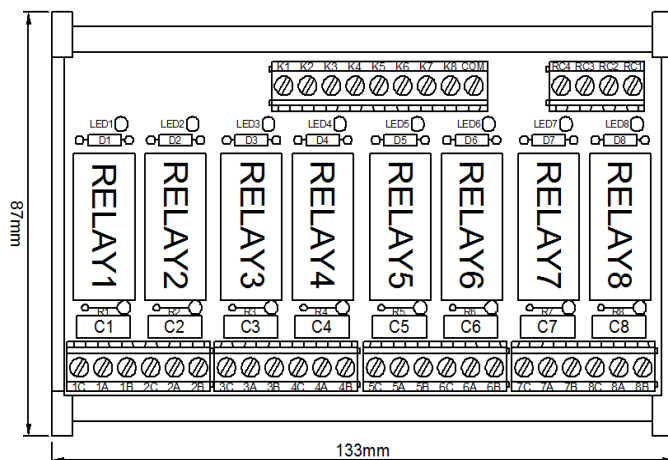 K1 K2 K3 K4 K5 K6 K7 K8 COM RC4 RC3 RC2 RC1
LED1 LED2 LED3 LED4 LED5 LED6 LED7 LED8
D1 D2 D3 D4 D5 D6 D7 D8
RELAY1 RELAY2 RELAY3 RELAY4 RELAY5 RELAY6 RELAY7 RELAY8
87mm
R1 R2 R3 R4 R5 R6 R7 R8
C1 C2 C3 C4 C5 C6 C7 C8
1C 1A 1B 2C 2A 2B 3C 3A 3B 4C 4A 4B 5C 5A 5B 6C 6A 6B 7C 7A 7B 8C 8A 8B
133mm